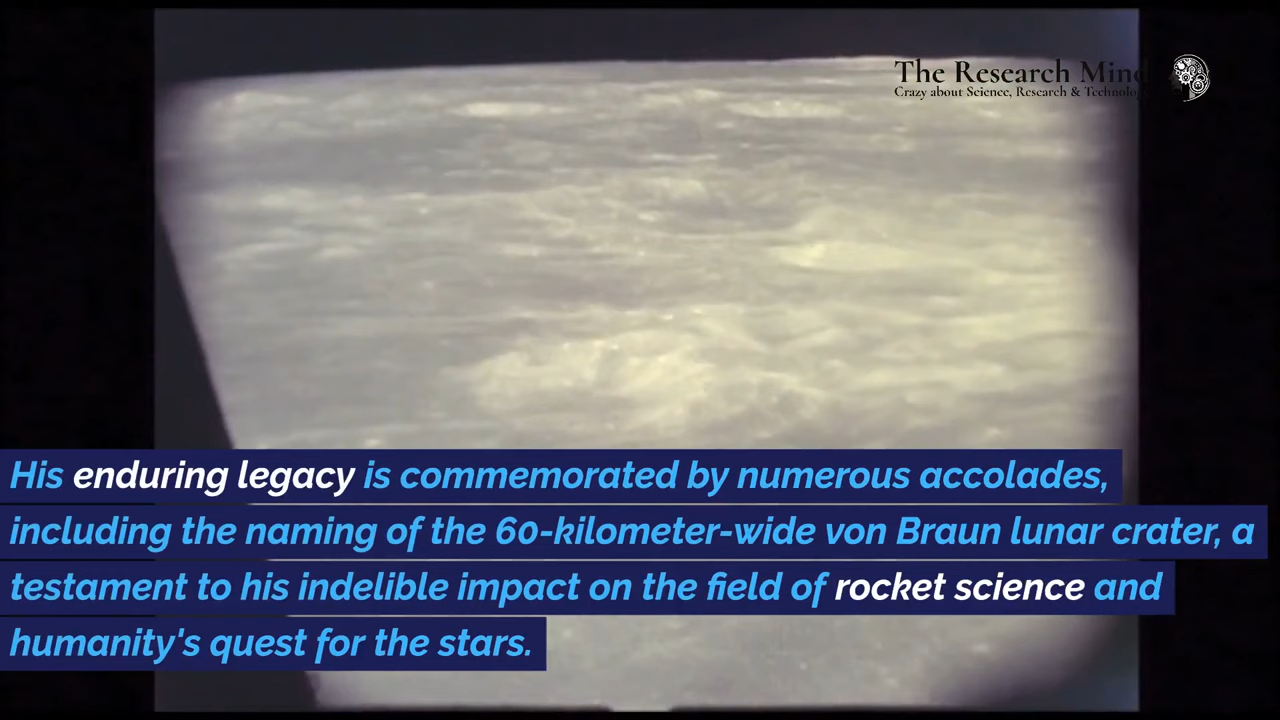 The Research Mind
Crazy about Science, Research & Technology
His enduring legacy is commemorated by numerous accolades,
including the naming of the 60-kilometer-wide von Braun lunar crater, a
testament to his indelible impact on the field of rocket science and
humanity's quest for the stars.